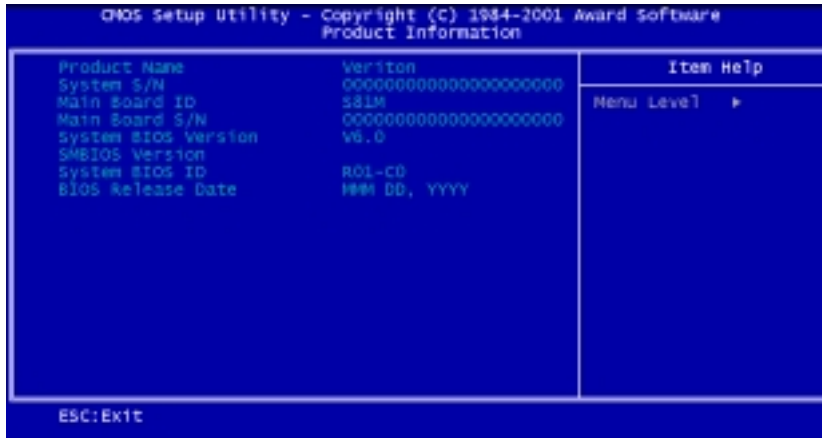 CMOS Setup Utility - Copyright (C) 1984-2001 Award Software
Product Information
Product Name Veriton
System S/N 0000000000000000000000
Main Board ID S81M
Main Board S/N 0000000000000000000000
System BIOS Version V6.0
SMBIOS Version
System BIOS ID R01-C0
BIOS Release Date MMM DD, YYYY
Item Help
Menu Level ►
ESC:Exit